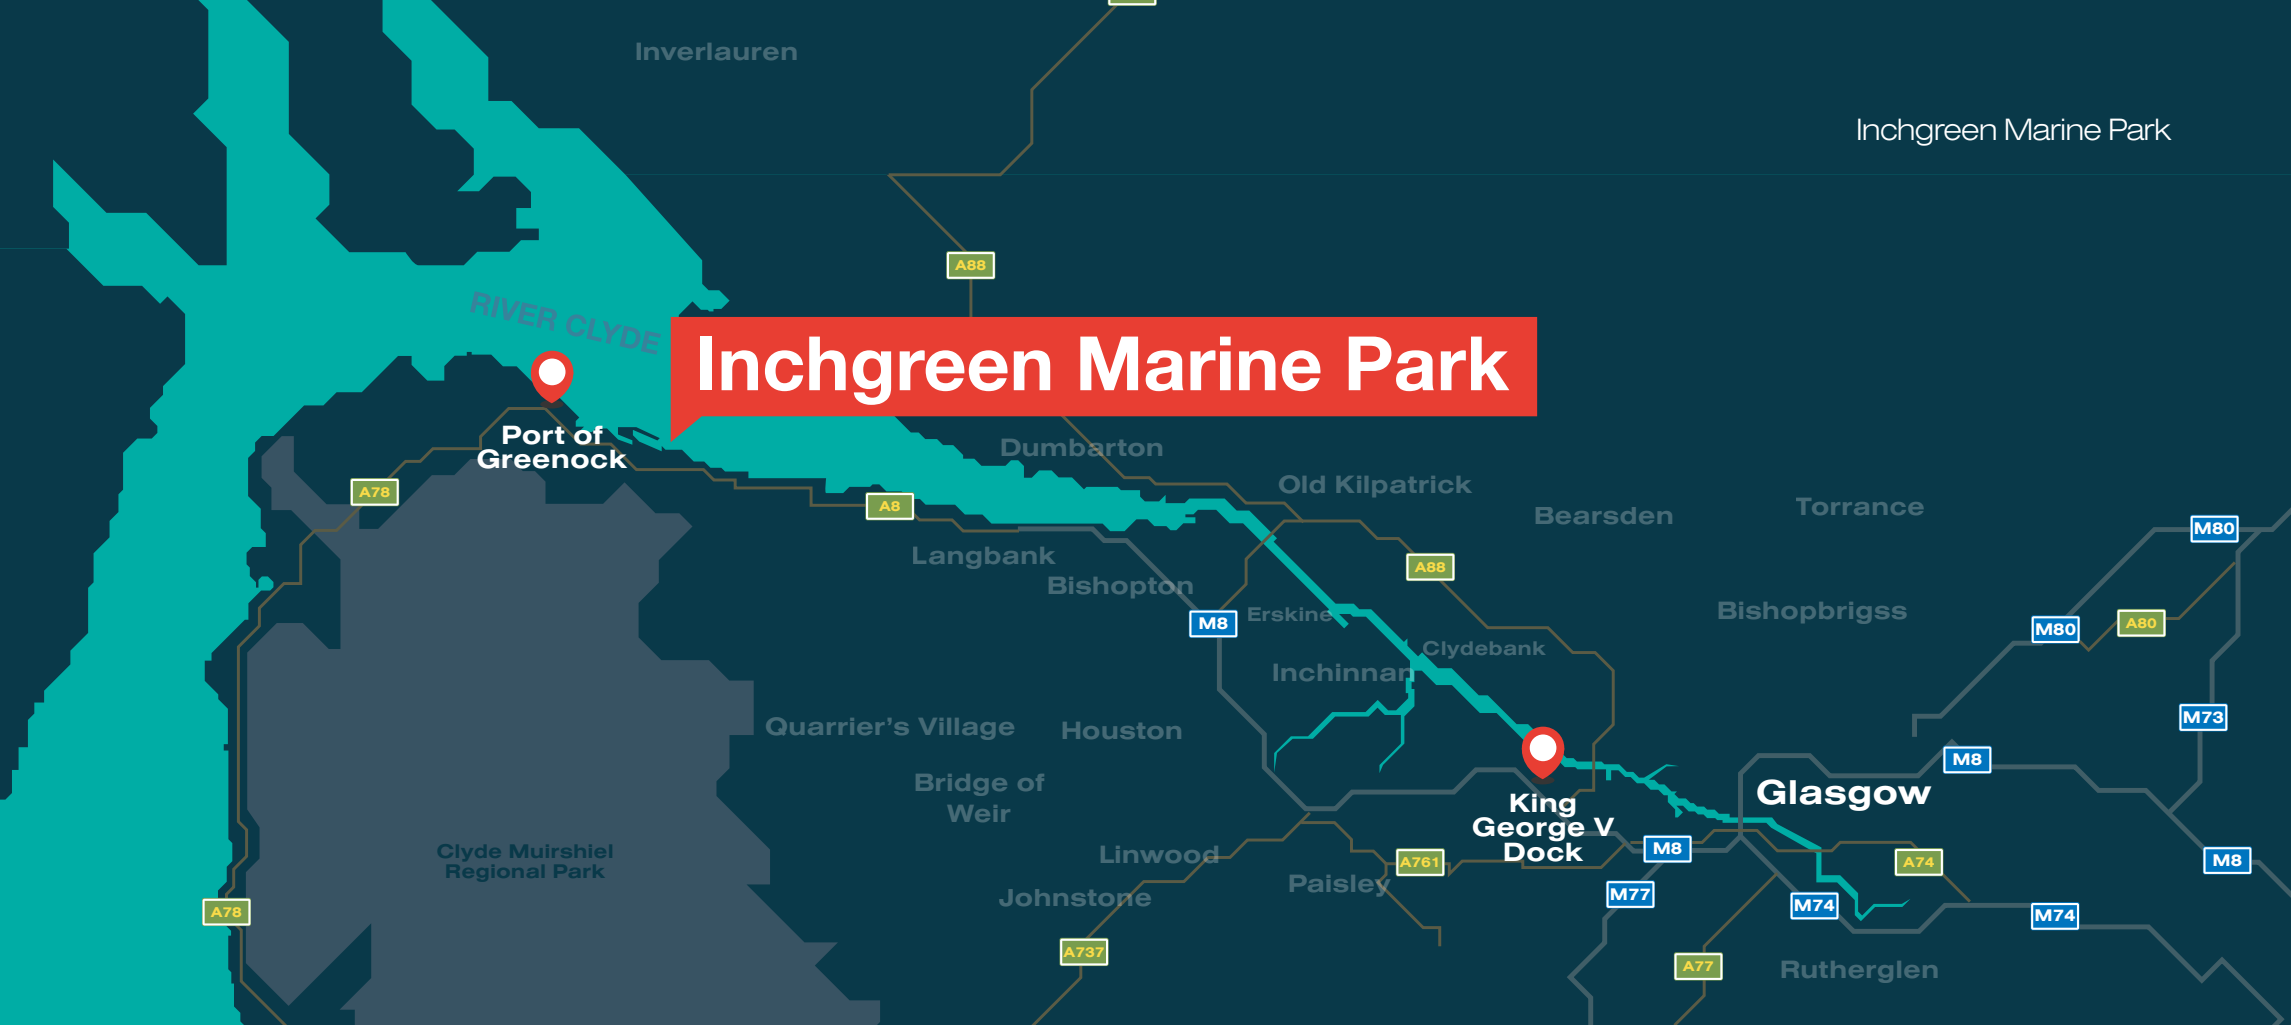 Inverlauren
Inchgreen Marine Park
A88
RIVER CLYDE
Inchgreen Marine Park
Port of
Greenock
Dumbarton
Old Kilpatrick
A78
A8
Bearsden
Torrance
M80
Langbank
A88
Bishopton
Erskine
M8
Bishopbrigss
A80
M80
Clydebank
Inchinnan
Quarrier's Village
Houston
M73
M8
Bridge of
Weir
King
George V
Dock
Glasgow
Clyde Muirshiel
Regional Park
Linwood
M8
A761
A74
M8
Johnstone
Paisley
M77
M74
A78
M74
A737
A77
Rutherglen